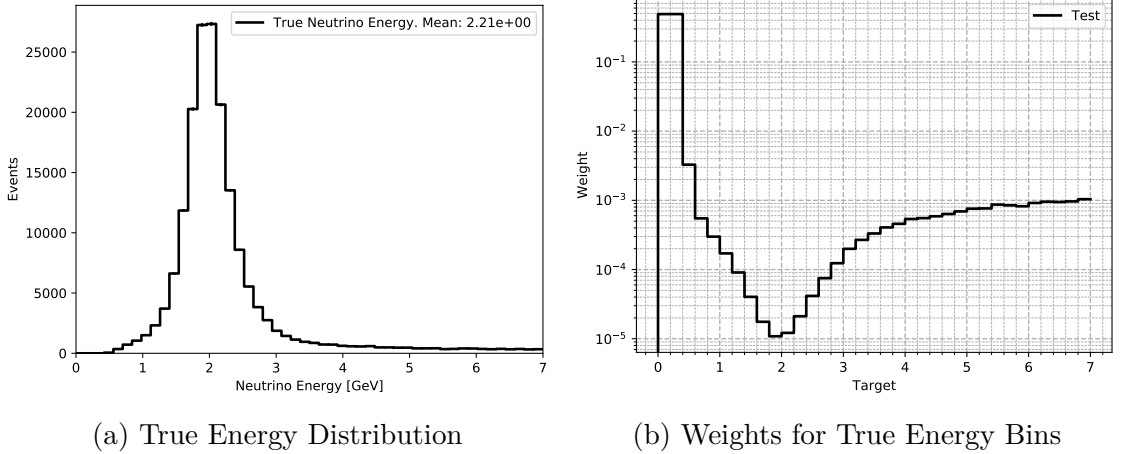 True Neutrino Energy. Mean: 2.21e+00
25000
20000
15000
10000
5000
0
Events
0 1 2 3 4 5 6 7
Neutrino Energy [GeV]
(a) True Energy Distribution
Test
10⁻¹
10⁻²
10⁻³
10⁻⁴
10⁻⁵
Weight
0 1 2 3 4 5 6 7
Target
(b) Weights for True Energy Bins